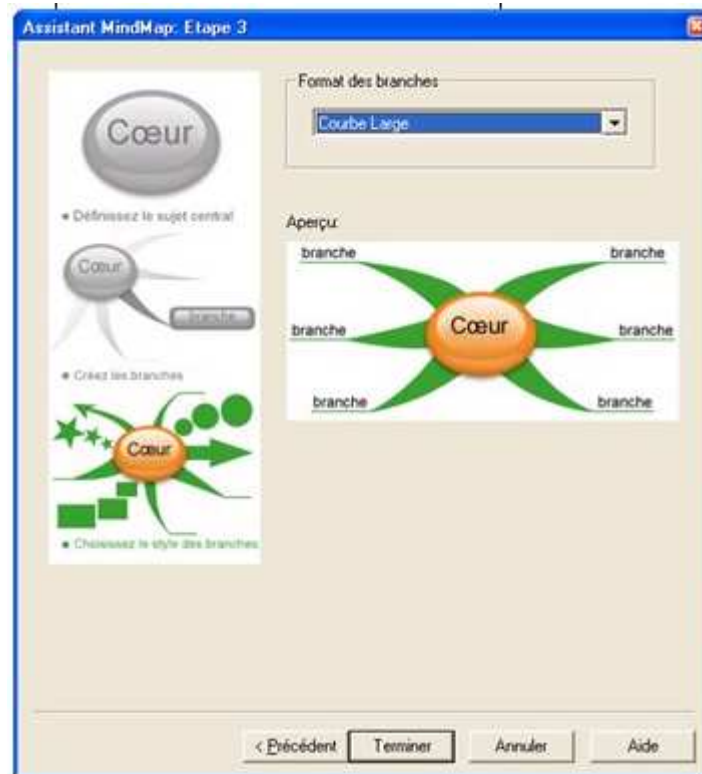 Assistant MindMap: Etape 3
Cœur
• Définissez le sujet central
Cœur
branche
• Créez les branches
Cœur
• Choisissez le style des branches
Format des branches
Courbe Large
Aperçu:
branche
branche
branche
Cœur
branche
branche
branche
< Précédent
Terminer
Annuler
Aide